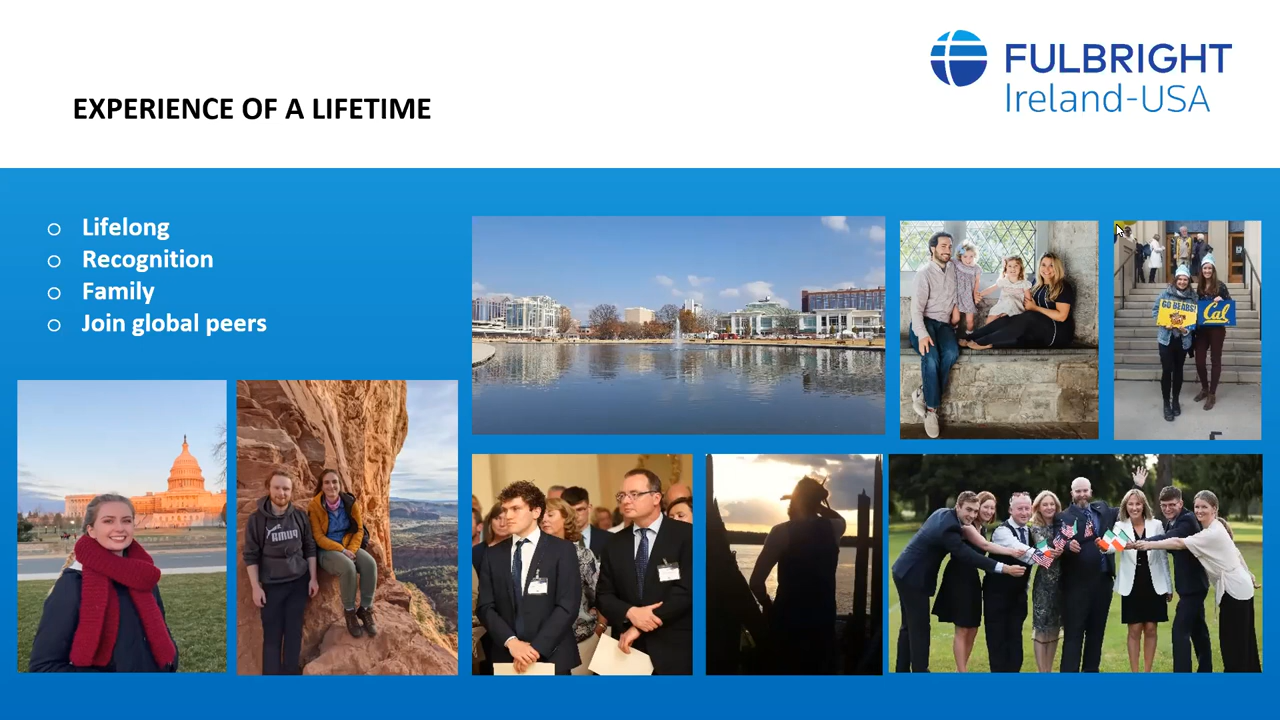 FULBRIGHT
Ireland-USA
EXPERIENCE OF A LIFETIME
Lifelong
Recognition
Family
Join global peers
GO BEARS!
Cal
PUMA